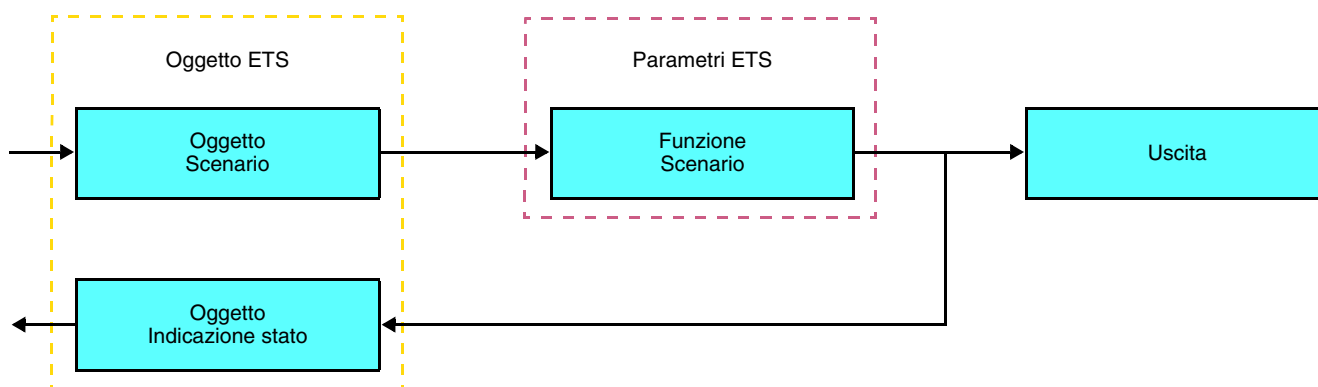 Oggetto ETS
Parametri ETS
Oggetto
Scenario
Funzione
Scenario
Uscita
Oggetto
Indicazione stato